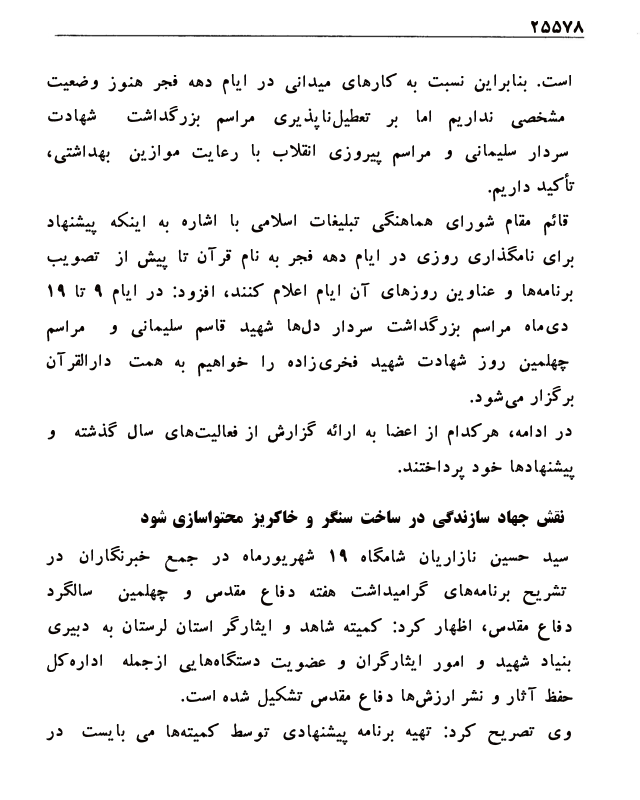 ۲۵۵۷۸
است. بنابراین نسبت به کارهای میدانی در ایام دهه فجر هنوز وضعیت
مشخصی نداریم اما بر تعطیل‌ناپذیری مراسم بزرگداشت شهادت
سردار سلیمانی و مراسم پیروزی انقلاب با رعایت موازین بهداشتی،
تأکید داریم.
قائم مقام شورای هماهنگی تبلیغات اسلامی با اشاره به اینکه پیشنهاد
برای نامگذاری روزی در ایام دهه فجر به نام قرآن تا پیش از تصویب
برنامه‌ها و عناوین روزهای آن ایام اعلام کنند، افزود: در ایام ۹ تا ۱۹
دی‌ماه مراسم بزرگداشت سردار دل‌ها شهید قاسم سلیمانی و مراسم
چهلمین روز شهادت شهید فخری‌زاده را خواهیم به همت دارالقرآن
برگزار می‌شود.
در ادامه، هرکدام از اعضا به ارائه گزارش از فعالیت‌های سال گذشته و
پیشنهادها خود پرداختند.
نقش جهاد سازندگی در ساخت سنگر و خاکریز محتواسازی شود
سید حسین نازاریان شامگاه ۱۹ شهریورماه در جمع خبرنگاران در
تشریح برنامه‌های گرامیداشت هفته دفاع مقدس و چهلمین سالگرد
دفاع مقدس، اظهار کرد: کمیته شاهد و ایثارگر استان لرستان به دبیری
بنیاد شهید و امور ایثارگران و عضویت دستگاه‌هایی ازجمله اداره‌کل
حفظ آثار و نشر ارزش‌ها دفاع مقدس تشکیل شده است.
وی تصریح کرد: تهیه برنامه پیشنهادی توسط کمیته‌ها می بایست در